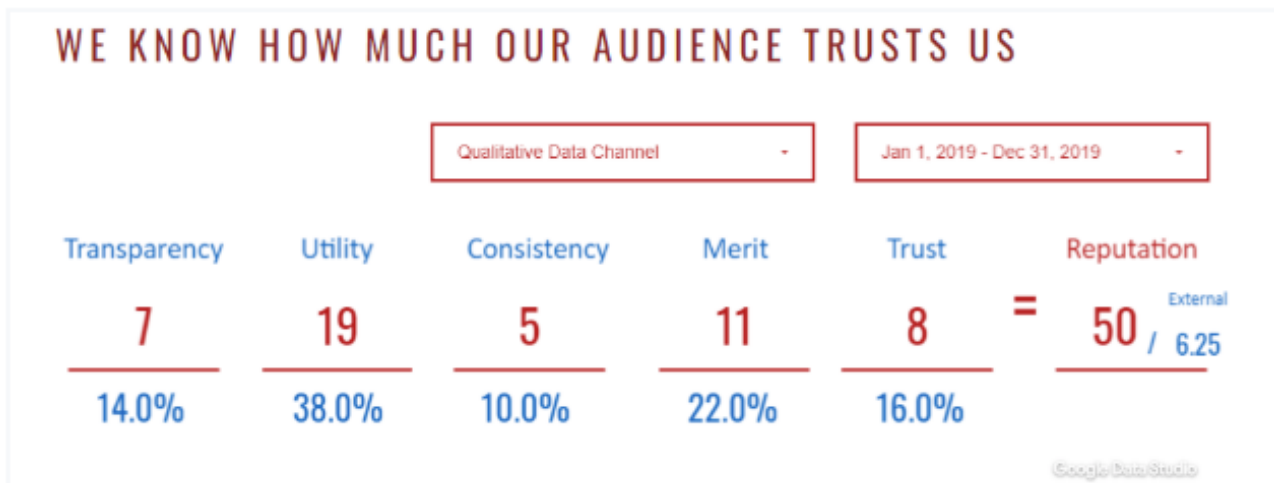 WE KNOW HOW MUCH OUR AUDIENCE TRUSTS US
Qualitative Data Channel
Jan 1, 2019 - Dec 31, 2019
Transparency Utility Consistency Merit Trust Reputation
7 19 5 11 8 = 50 / External 6.25
14.0% 38.0% 10.0% 22.0% 16.0%
Google Data Studio